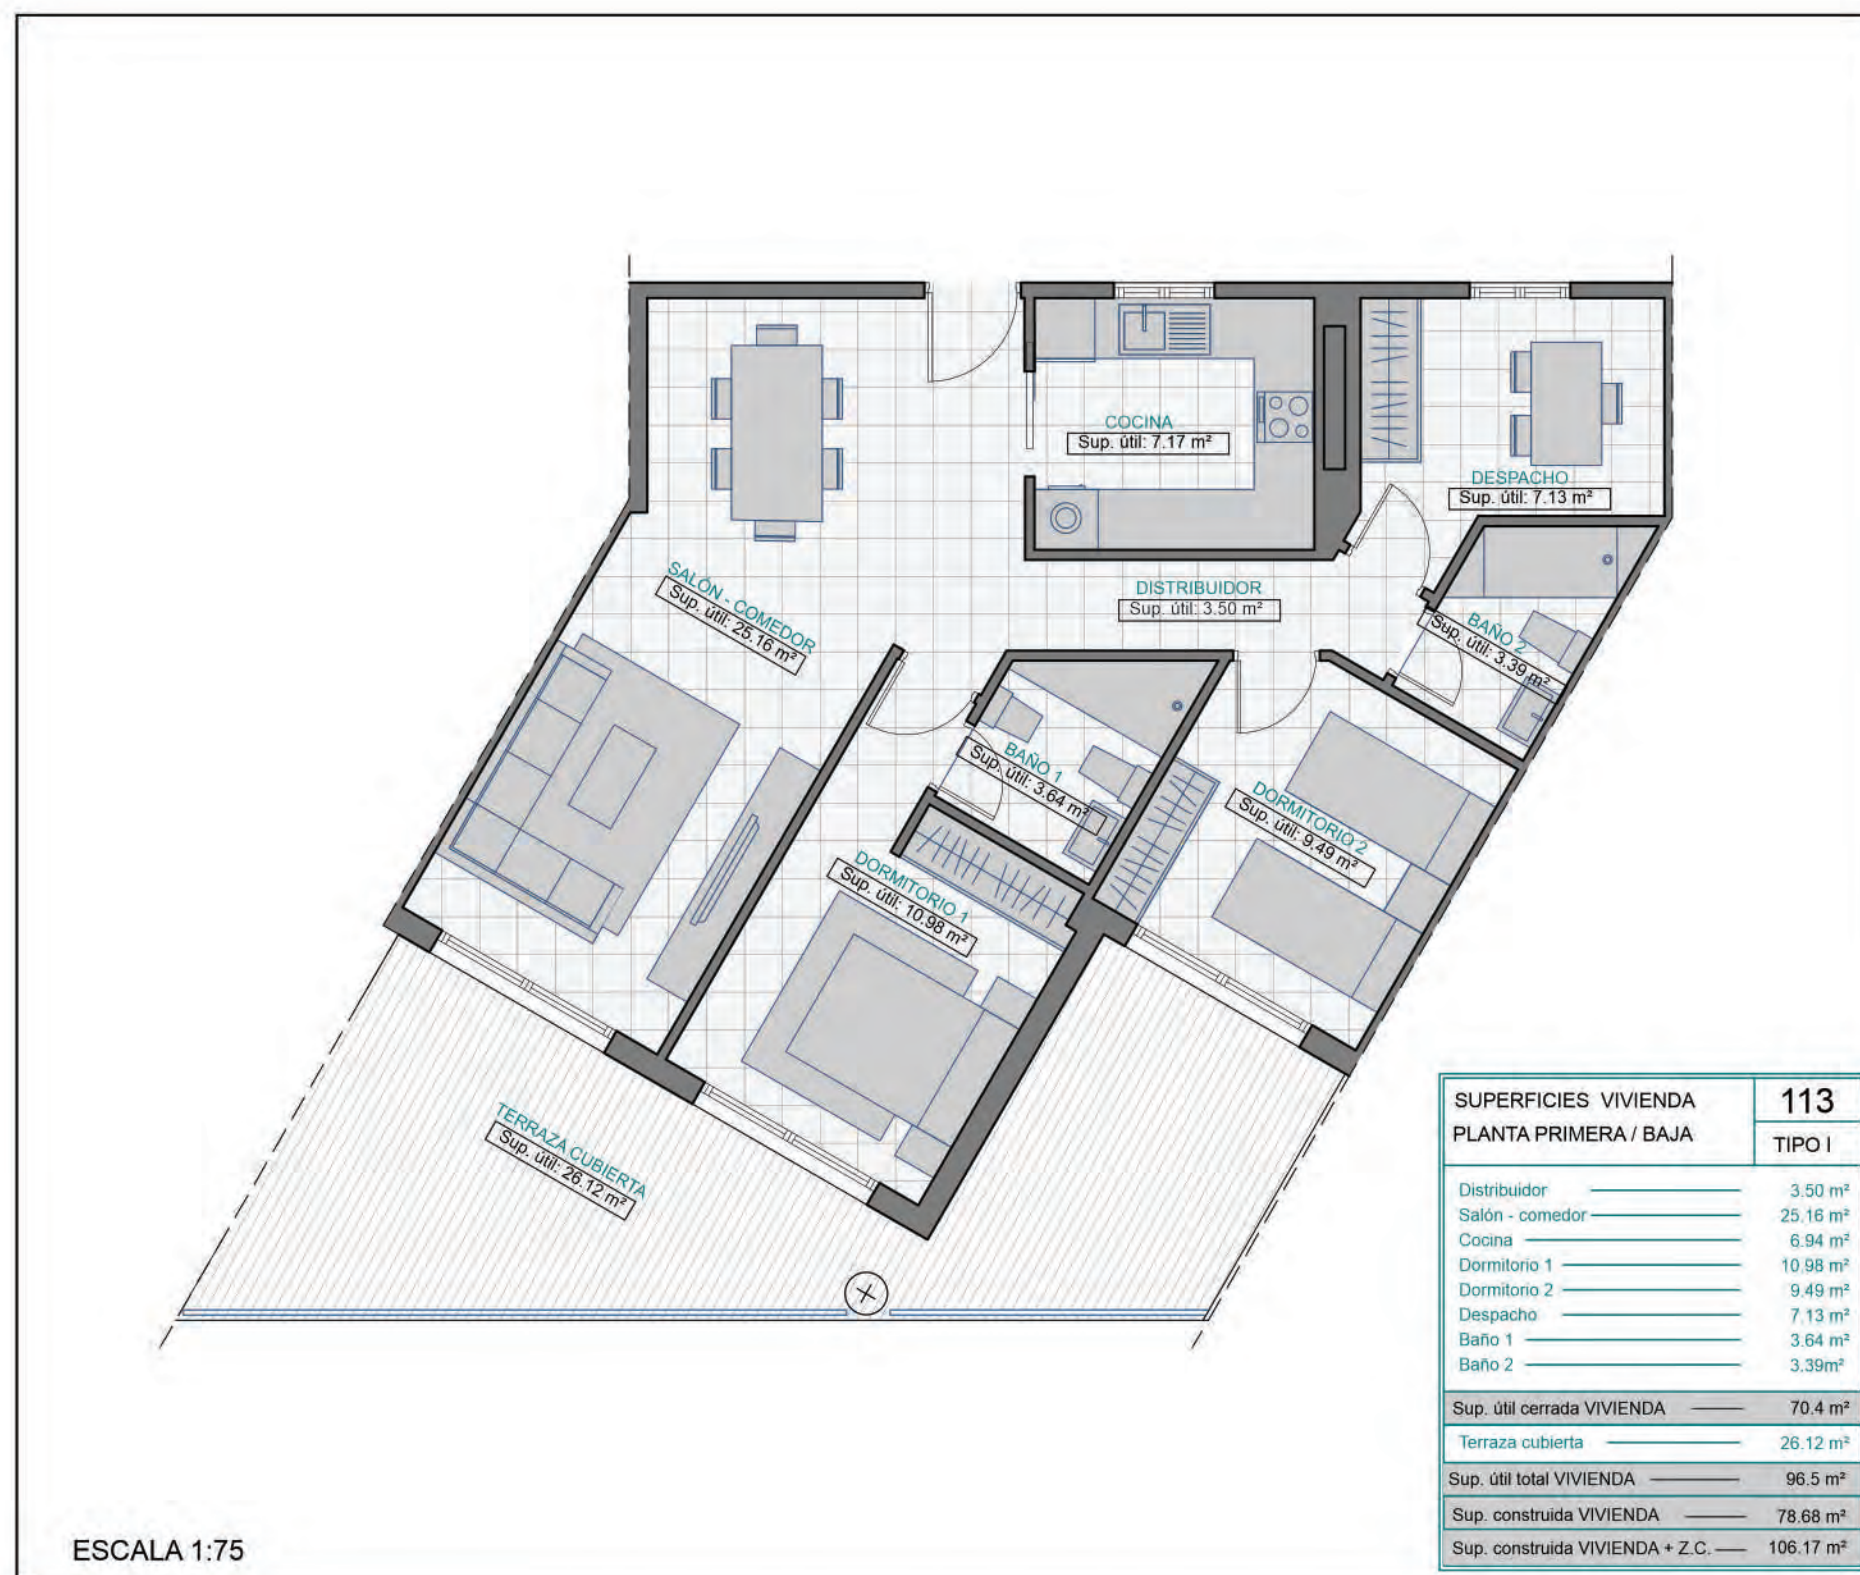 COCINA
Sup. útil: 7.17 m²
DESPACHO
Sup. útil: 7.13 m²
SALÓN - COMEDOR
Sup. útil: 25.16 m²
DISTRIBUIDOR
Sup. útil: 3.50 m²
BAÑO 2
Sup. útil: 3.39 m²
BAÑO 1
Sup. útil: 3.64 m²
DORMITORIO 2
Sup. útil: 9.49 m²
DORMITORIO 1
Sup. útil: 10.98 m²
TERRAZA CUBIERTA
Sup. útil: 26.12 m²
SUPERFICIES VIVIENDA 113
PLANTA PRIMERA / BAJA TIPO I
Distribuidor 3.50 m²
Salón - comedor 25.16 m²
Cocina 6.94 m²
Dormitorio 1 10.98 m²
Dormitorio 2 9.49 m²
Despacho 7.13 m²
Baño 1 3.64 m²
Baño 2 3.39m²
Sup. útil cerrada VIVIENDA 70.4 m²
Terraza cubierta 26.12 m²
Sup. útil total VIVIENDA 96.5 m²
Sup. construida VIVIENDA 78.68 m²
Sup. construida VIVIENDA + Z.C. 106.17 m²
ESCALA 1:75